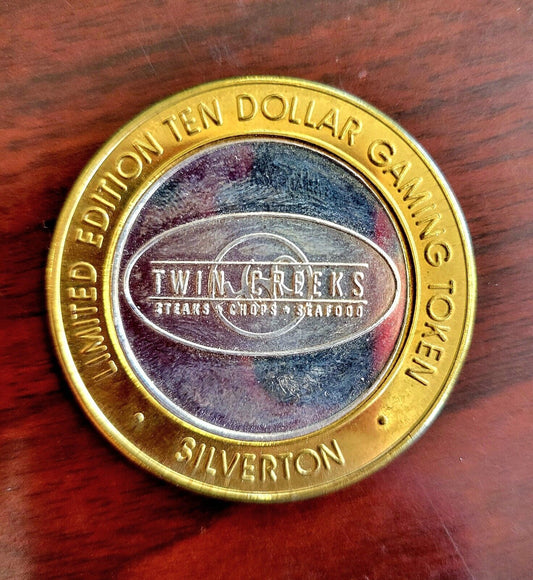 LIMITED EDITION TEN DOLLAR GAMING TOKEN
TWIN CREEKS
STEAKS • CHOPS • SEAFOOD
• SILVERTON •